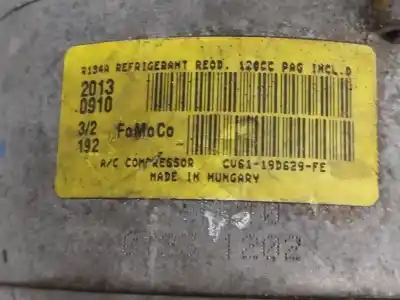 R134A REFRIGERANT REQD. 120CC PAG INCL.D
2013
.0910
3/2
FoMoCo
192
A/C COMPRESSOR CV61-19D629-FE
MADE IN HUNGARY
1202